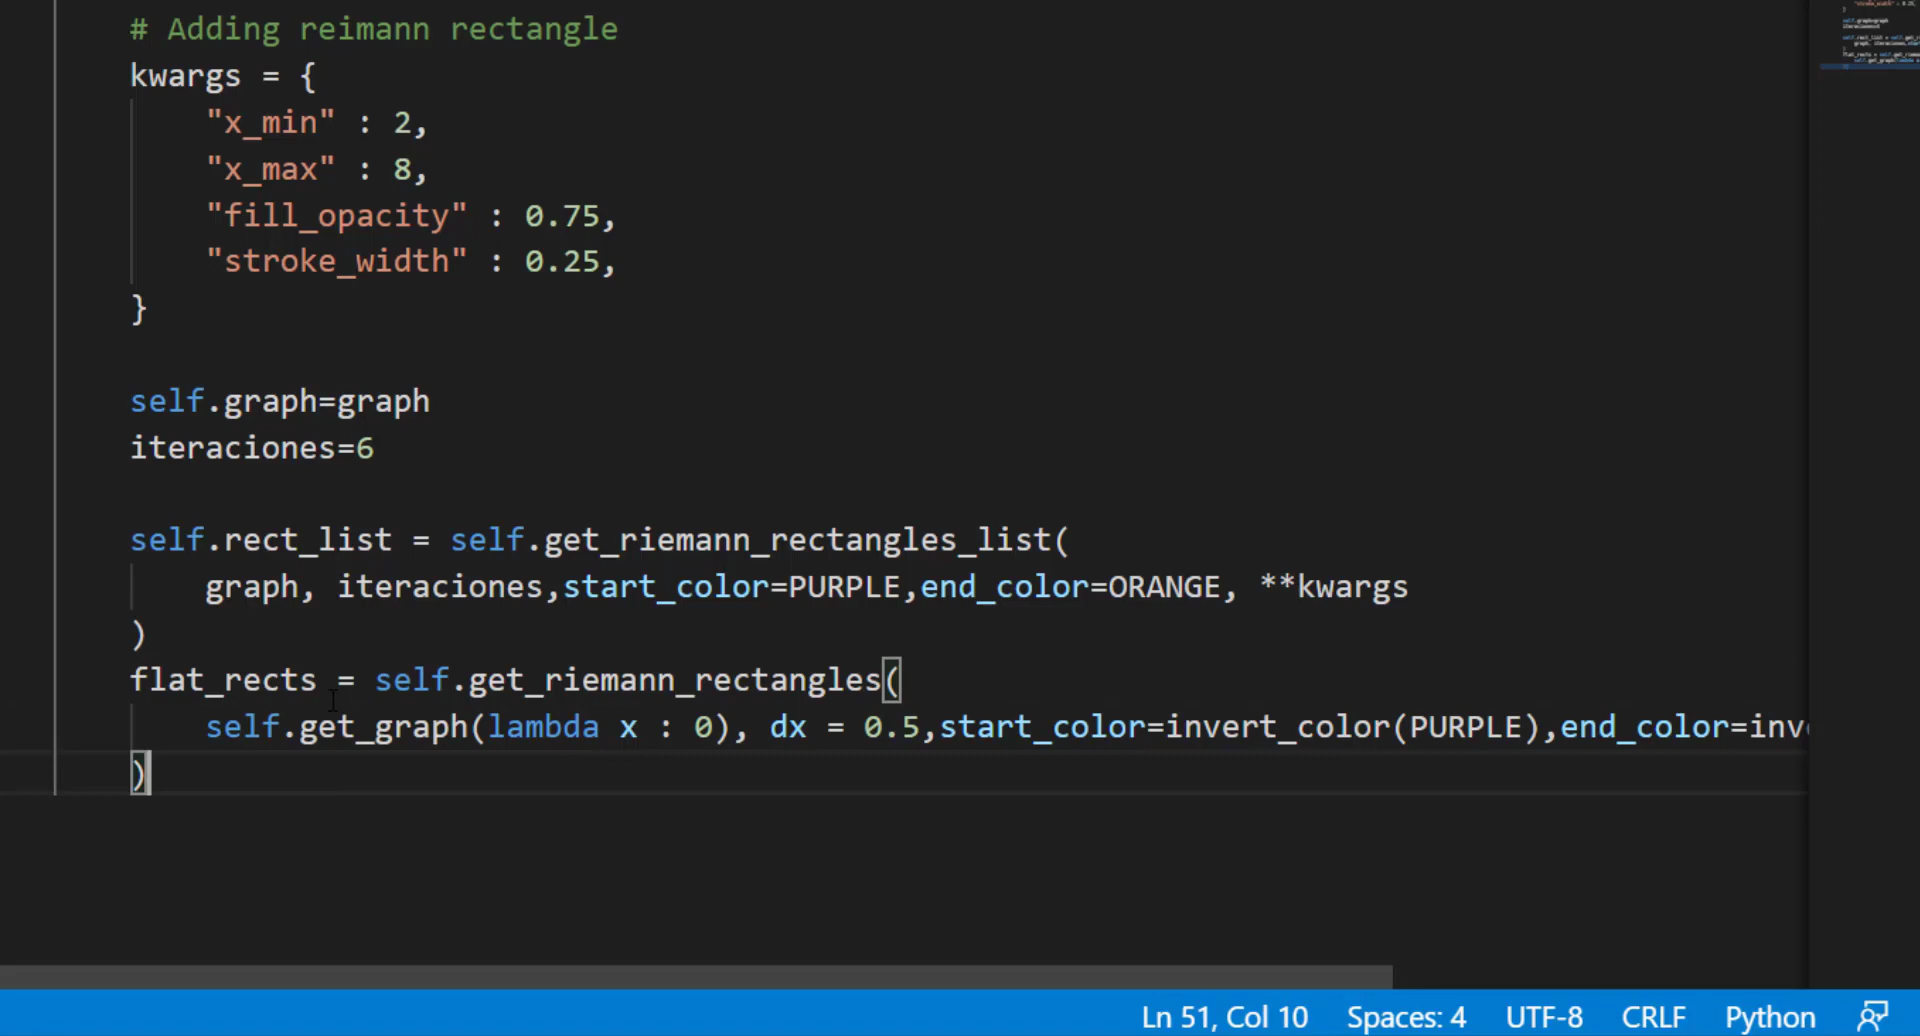 # Adding reimann rectangle
kwargs = {
"x_min" : 2,
"x_max" : 8,
"fill_opacity" : 0.75,
"stroke_width" : 0.25,
}
self.graph=graph
iteraciones=6
self.rect_list = self.get_riemann_rectangles_list(
graph, iteraciones,start_color=PURPLE,end_color=ORANGE, **kwargs
)
flat_rects = self.get_riemann_rectangles(
self.get_graph(lambda x : 0), dx = 0.5,start_color=invert_color(PURPLE),end_color=inv
)
Ln 51, Col 10 Spaces: 4 UTF-8 CRLF Python